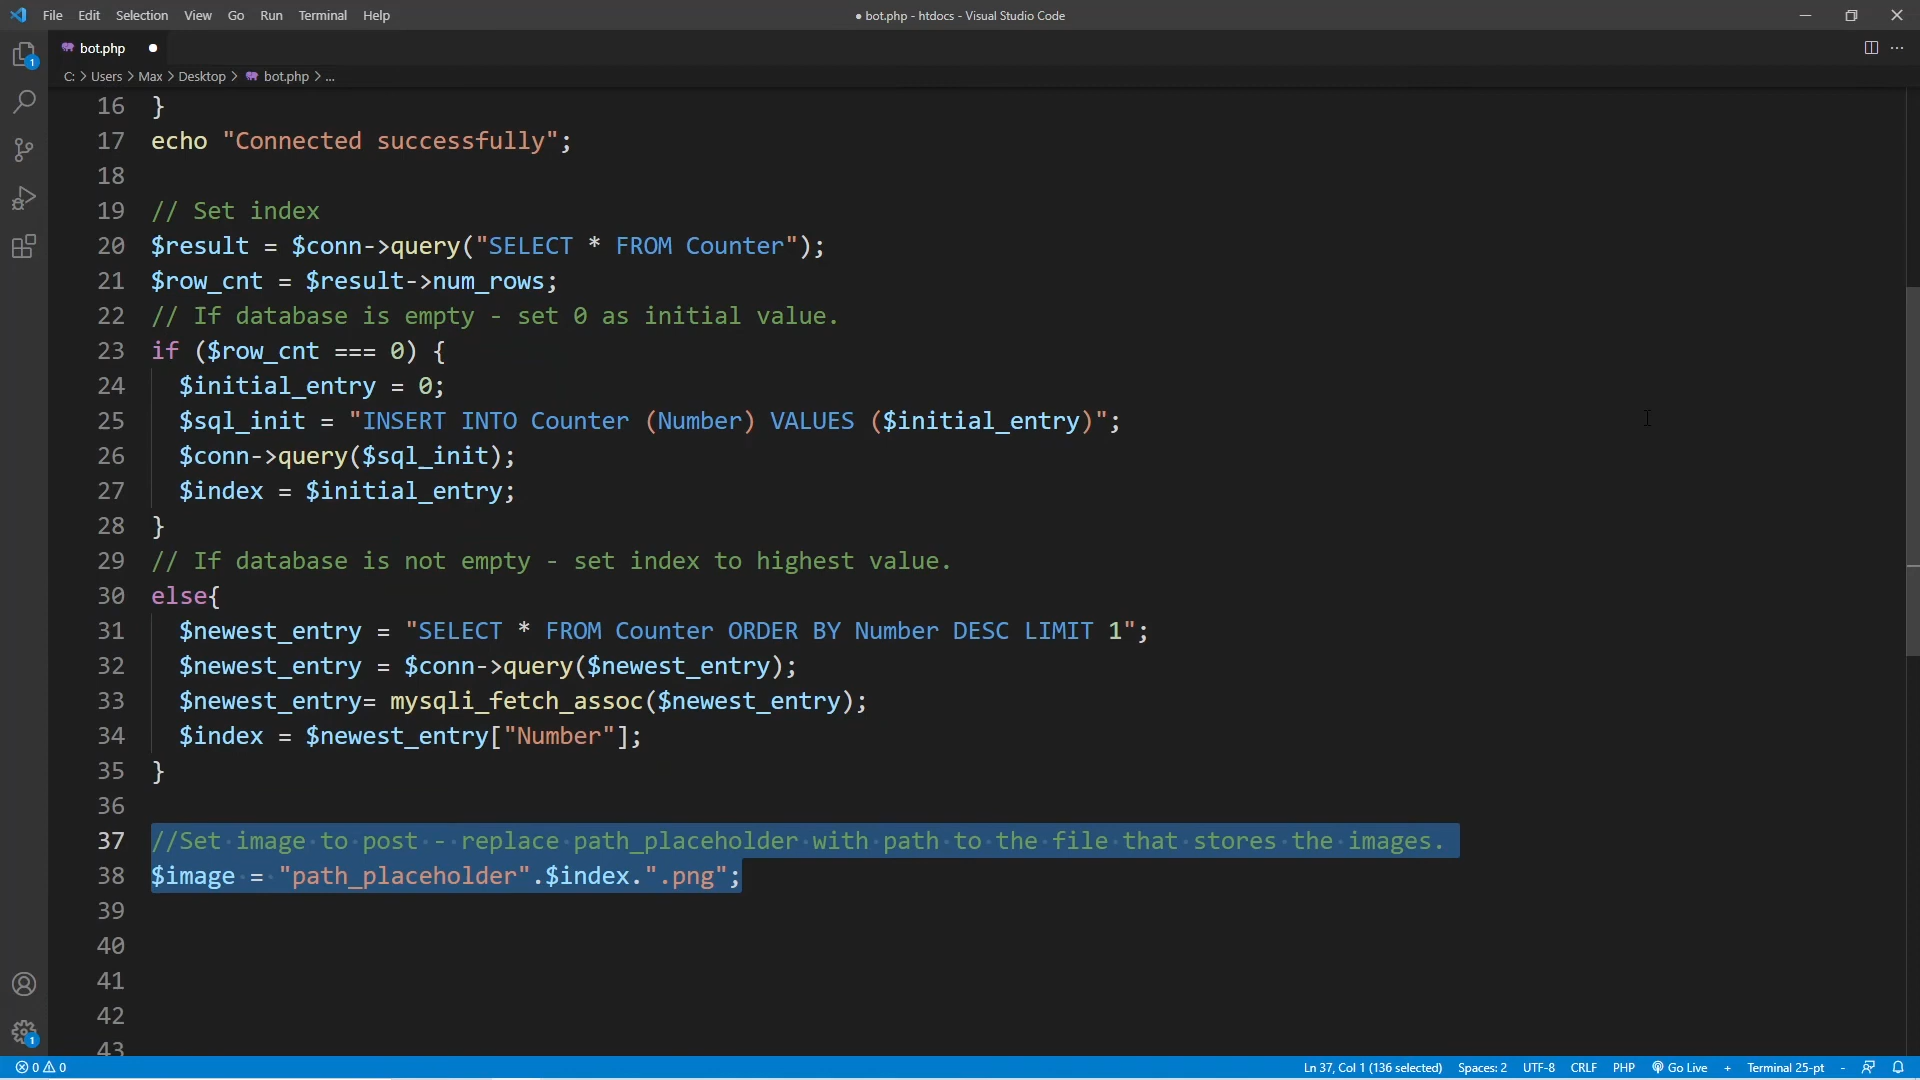 File Edit Selection View Go Run Terminal Help
● bot.php - htdocs - Visual Studio Code
bot.php
C: > Users > Max > Desktop > bot.php > ...
1
16 }
17 echo "Connected successfully";
18
19 // Set index
20 $result = $conn->query("SELECT * FROM Counter");
21 $row_cnt = $result->num_rows;
22 // If database is empty - set 0 as initial value.
23 if ($row_cnt === 0) {
24 $initial_entry = 0;
25 $sql_init = "INSERT INTO Counter (Number) VALUES ($initial_entry)";
26 $conn->query($sql_init);
27 $index = $initial_entry;
28 }
29 // If database is not empty - set index to highest value.
30 else{
31 $newest_entry = "SELECT * FROM Counter ORDER BY Number DESC LIMIT 1";
32 $newest_entry = $conn->query($newest_entry);
33 $newest_entry= mysqli_fetch_assoc($newest_entry);
34 $index = $newest_entry["Number"];
35 }
36
37 //Set image to post - replace path_placeholder with path to the file that stores the images.
38 $image = "path_placeholder".$index.".png";
39
40
41
42
43
1
0 0 Ln 37, Col 1 (136 selected) Spaces: 2 UTF-8 CRLF PHP Go Live + Terminal 25-pt -